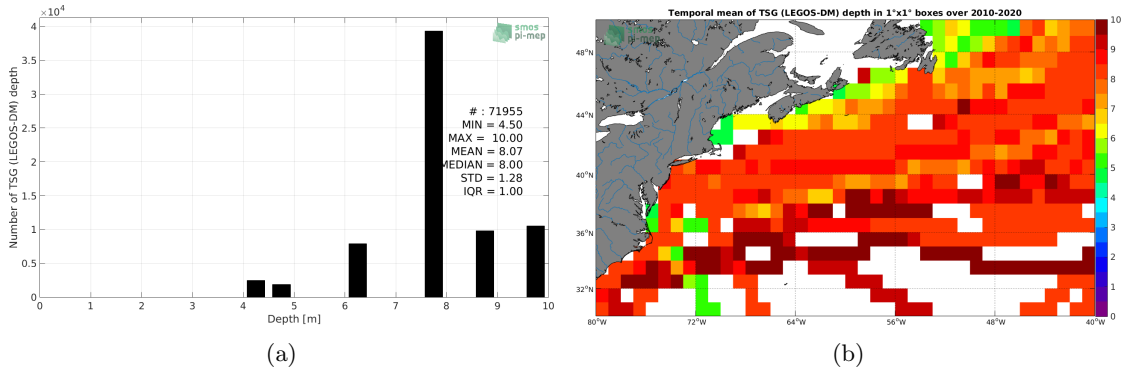 ×10⁴
4
3.5
3
2.5
2
1.5
1
0.5
0
Number of TSG (LEGOS-DM) depth
smos
pi-mep
# : 71955
MIN = 4.50
MAX = 10.00
MEAN = 8.07
MEDIAN = 8.00
STD = 1.28
IQR = 1.00
0 1 2 3 4 5 6 7 8 9 10
Depth [m]
(a)
Temporal mean of TSG (LEGOS-DM) depth in 1°x1° boxes over 2010-2020
smos
pi-mep
48°N
44°N
40°N
36°N
32°N
80°W 72°W 64°W 56°W 48°W 40°W
10
9
8
7
6
5
4
3
2
1
0
(b)